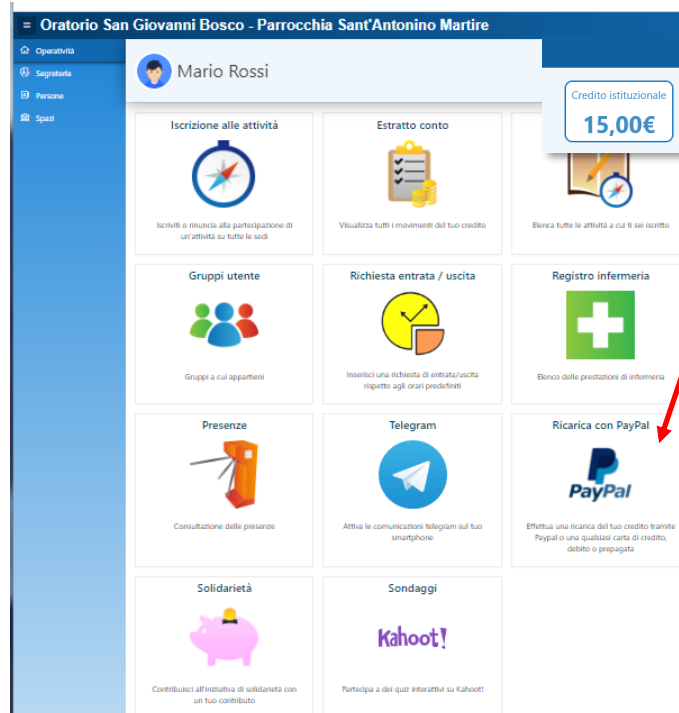 Oratorio San Giovanni Bosco - Parrocchia Sant'Antonino Martire
Operatività
Segreteria
Persone
Spazi
Mario Rossi
Credito istituzionale
15,00€
Iscrizione alle attività
Iscriviti o rinuncia alla partecipazione di
un'attività su tutte le sedi
Estratto conto
Visualizza tutti i movimenti del tuo credito
Elenca tutte le attività a cui ti sei iscritto
Gruppi utente
Gruppi a cui appartieni
Richiesta entrata / uscita
Inserisci una richiesta di entrata/uscita
rispetto agli orari predefiniti
Registro infermeria
Elenco delle prestazioni di infermeria
Presenze
Consultazione delle presenze
Telegram
Attiva le comunicazioni telegram sul tuo
smartphone
Ricarica con PayPal
PayPal
Effettua una ricarica del tuo credito tramite
Paypal o una qualsiasi carta di credito,
debito o prepagata
Solidarietà
Contribuisci all'iniziativa di solidarietà con
un tuo contributo
Sondaggi
Kahoot!
Partecipa a dei quiz interattivi su Kahoot!